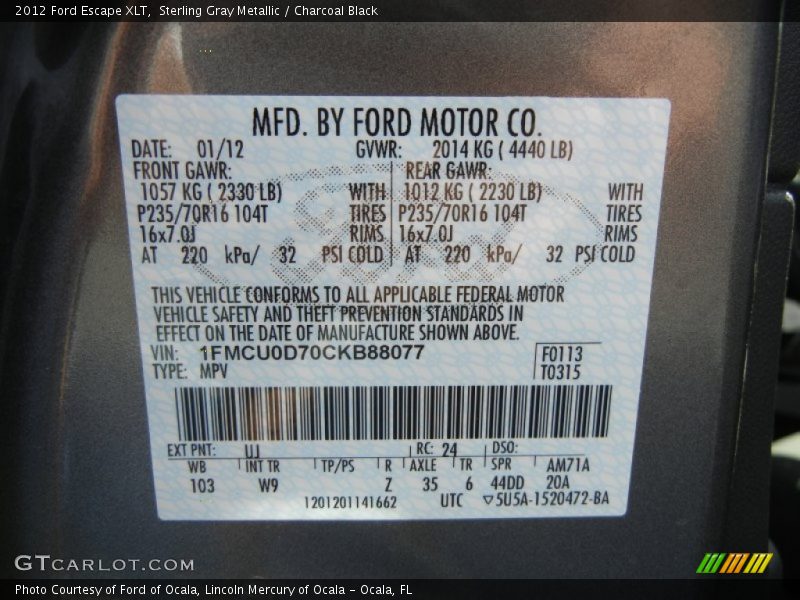 2012 Ford Escape XLT, Sterling Gray Metallic / Charcoal Black
MFD. BY FORD MOTOR CO.
DATE: 01/12 GVWR: 2014 KG ( 4440 LB)
FRONT GAWR: REAR GAWR:
1057 KG ( 2330 LB) WITH 1012 KG ( 2230 LB) WITH
P235/70R16 104T TIRES P235/70R16 104T TIRES
16x7.0J RIMS 16x7.0J RIMS
AT 220 kPa/ 32 PSI COLD AT 220 kPa/ 32 PSI COLD
THIS VEHICLE CONFORMS TO ALL APPLICABLE FEDERAL MOTOR
VEHICLE SAFETY AND THEFT PREVENTION STANDARDS IN
EFFECT ON THE DATE OF MANUFACTURE SHOWN ABOVE.
VIN: 1FMCU0D70CKB88077 F0113
TYPE: MPV T0315
EXT PNT: UJ RC: 24 DSO:
WB INT TR TP/PS R AXLE TR SPR AM71A
103 W9 Z 35 6 44DD 20A
1201201141662 UTC ▽5U5A-1520472-BA
GTCARLOT.COM
Photo Courtesy of Ford of Ocala, Lincoln Mercury of Ocala - Ocala, FL